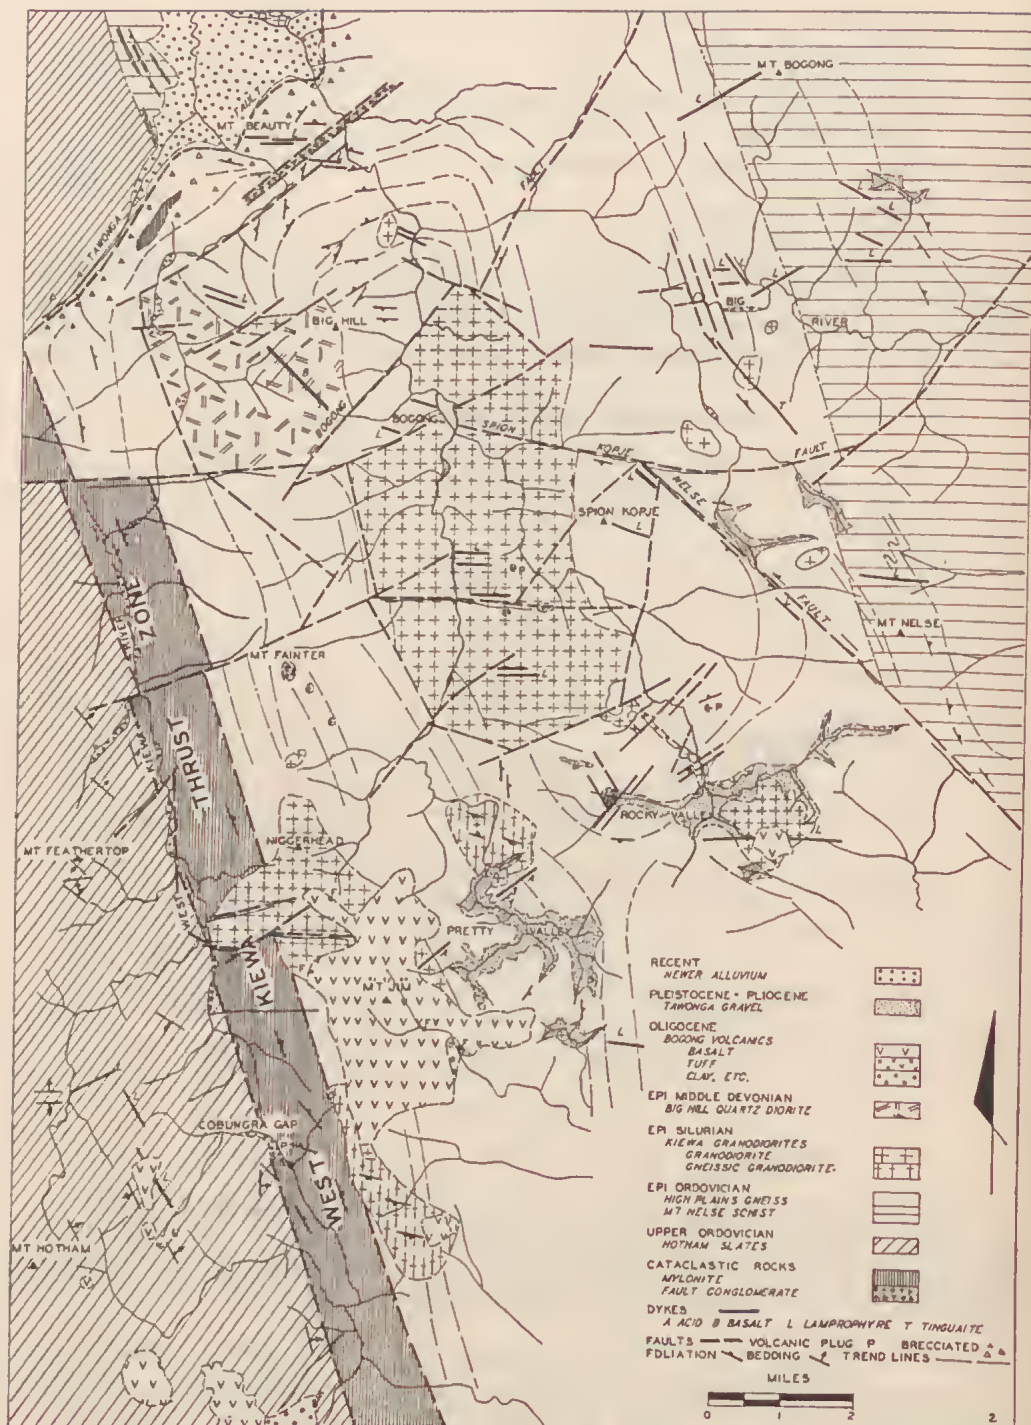 MT BOGONG
L
FAULT
MT. BEAUTY
FAULT
TAWONGA
L
L
L
BIG
RIVER
BIG HILL
B
T
BOGONG
BOGONG
SPION
KOPJE
FAULT
L
L
NELSE
SPION KOPJE
L
P
FAULT
MT NELSE
RIVER
ZONE
MT FAINTER
L
P
KIEWA
THRUST
ROCKY VALLEY
L
NIGGERHEAD
MT FEATHERTOP
WEST
PRETTY VALLEY
KIEWA
MT JIM
L
COBUNGRA GAP
P
WEST
MT HOTHAM
RECENT
NEWER ALLUVIUM
PLEISTOCENE - PLIOCENE
TAWONGA GRAVEL
OLIGOCENE
BOGONG VOLCANICS
BASALT
TUFF
CLAY, ETC.
EPI MIDDLE DEVONIAN
BIG HILL QUARTZ DIORITE
EPI SILURIAN
KIEWA GRANODIORITES
GRANODIORITE
GNEISSIC GRANODIORITE.
EPI ORDOVICIAN
HIGH PLAINS GNEISS
MT NELSE SCHIST
UPPER ORDOVICIAN
HOTHAM SLATES
CATACLASTIC ROCKS
MYLONITE
FAULT CONGLOMERATE
DYKES
A ACID B BASALT L LAMPROPHYRE T TINGUAITE
FAULTS VOLCANIC PLUG P BRECCIATED
FOLIATION BEDDING TREND LINES
MILES
0 1 2
2